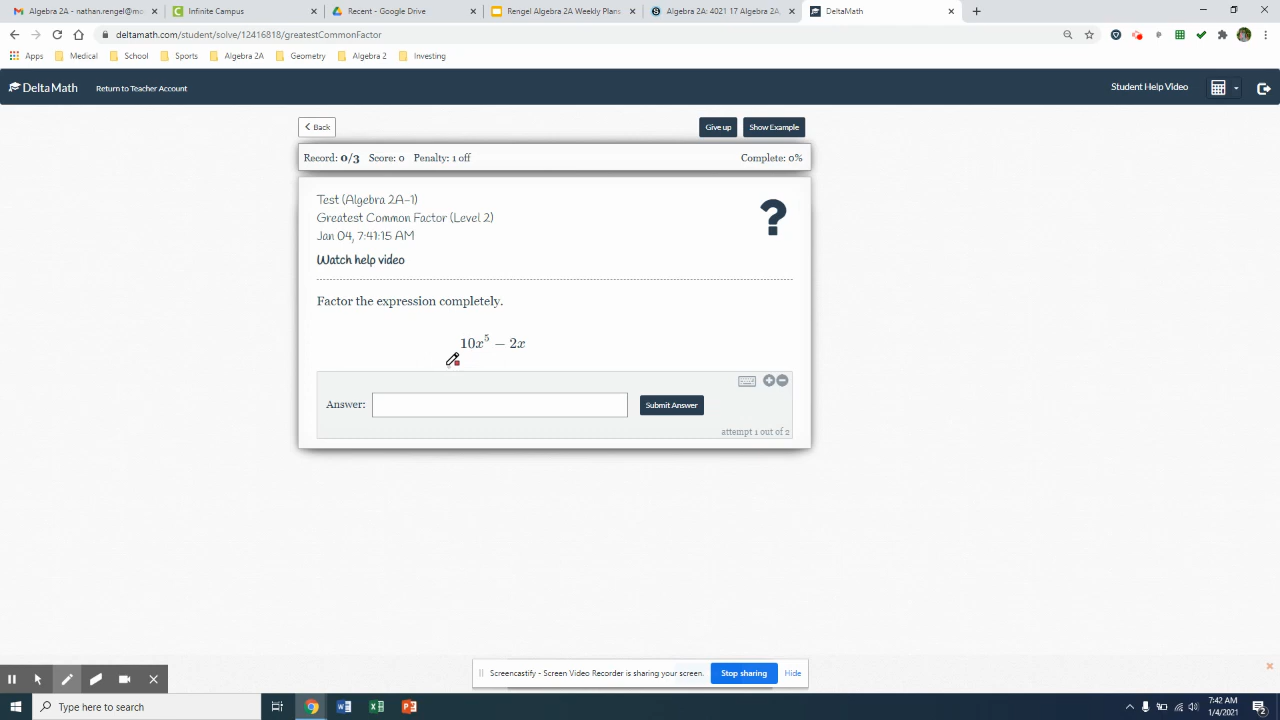 Algebra 2A - nathan.rengel@mc
Infinite Campus
Recent - Google Drive
Rengel Algebra 2A Weekly Plans
Algebra 2A: 4021 17 Algebra 2A,
DeltaMath
deltamath.com/student/solve/12416818/greatestCommonFactor
Apps Medical School Sports Algebra 2A Geometry Algebra 2 Investing
DeltaMath Return to Teacher Account Student Help Video
Back Give up Show Example
Record: 0/3 Score: 0 Penalty: 1 off Complete: 0%
Test (Algebra 2A-1)
Greatest Common Factor (Level 2)
Jan 04, 7:41:15 AM
?
Watch help video
Factor the expression completely.
10x⁵ − 2x
Answer: Submit Answer
attempt 1 out of 2
Screencastify - Screen Video Recorder is sharing your screen. Stop sharing Hide
Type here to search
7:42 AM
1/4/2021
2